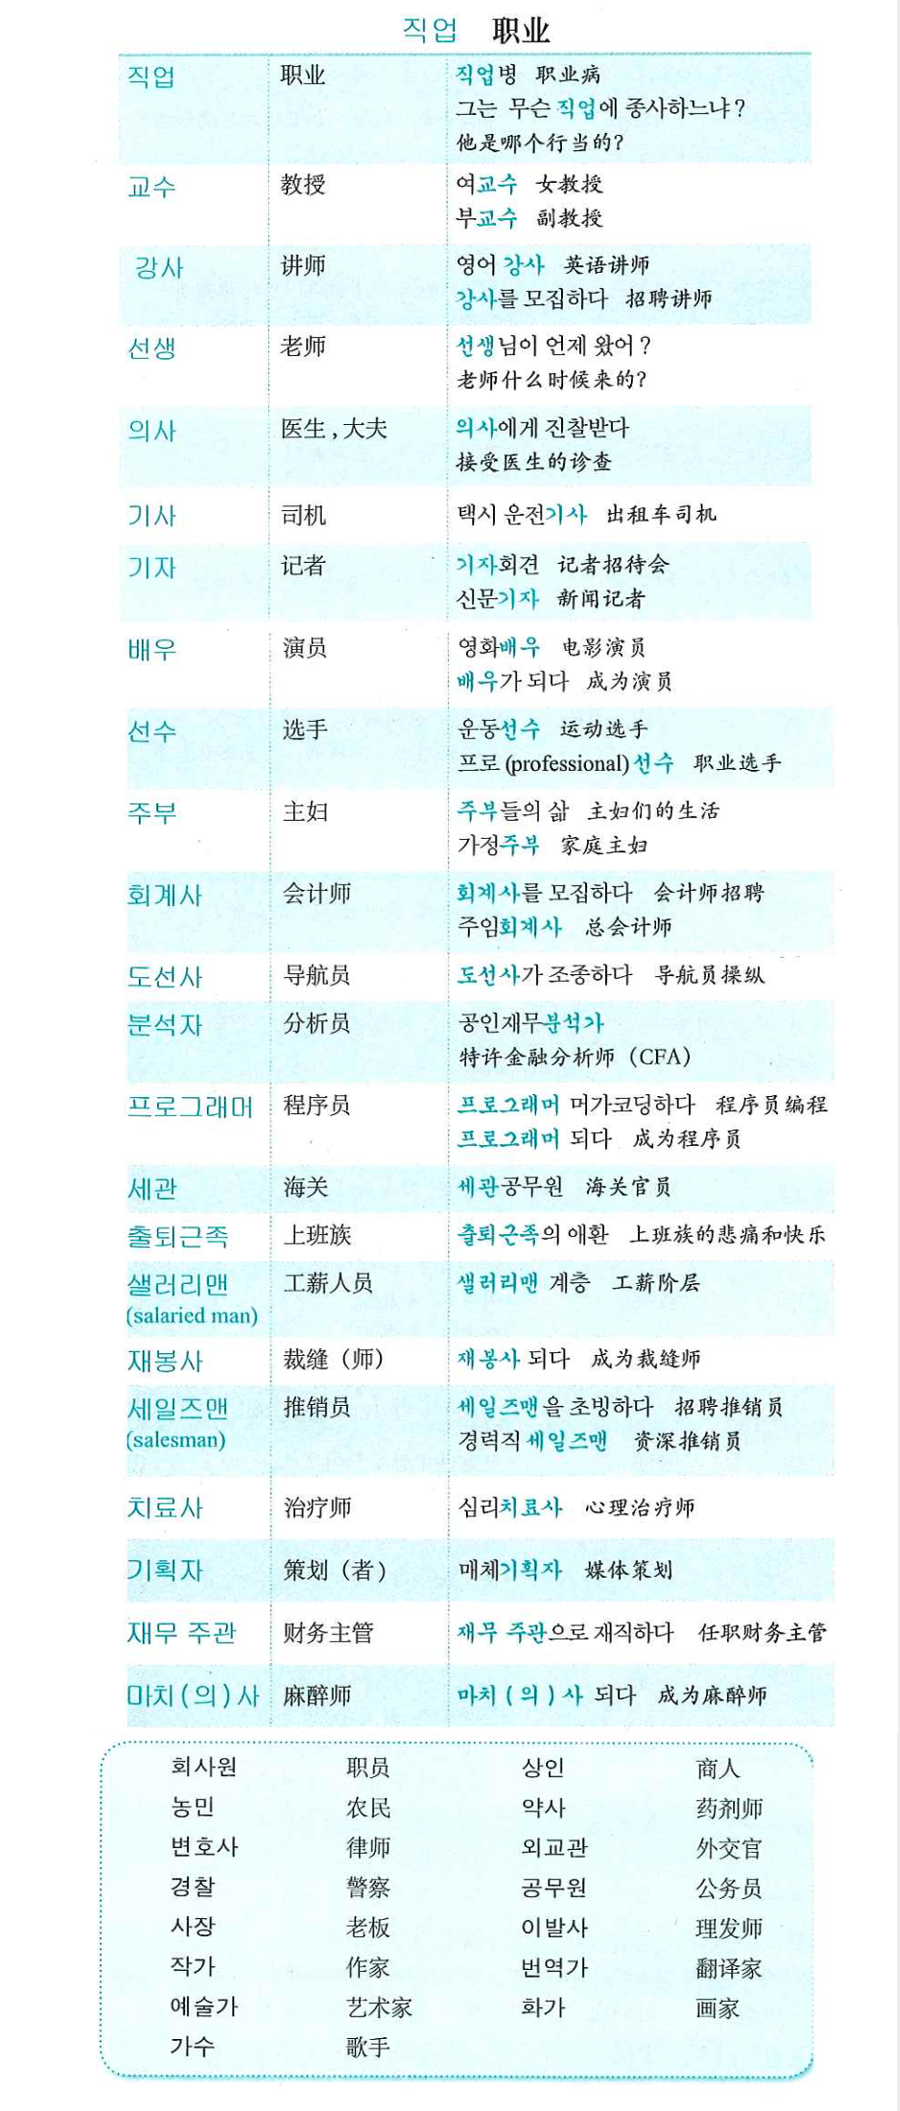 직업 职业
직업 职业 직업병 职业病
그는 무슨 직업에 종사하느냐?
他是哪个行当的?
교수 教授 여교수 女教授
부교수 副教授
강사 讲师 영어 강사 英语讲师
강사를 모집하다 招聘讲师
선생 老师 선생님이 언제 왔어?
老师什么时候来的?
의사 医生,大夫 의사에게 진찰받다
接受医生的诊查
기사 司机 택시 운전기사 出租车司机
기자 记者 기자회견 记者招待会
신문기자 新闻记者
배우 演员 영화배우 电影演员
배우가 되다 成为演员
선수 选手 운동선수 运动选手
프로 (professional)선수 职业选手
주부 主妇 주부들의 삶 主妇们的生活
가정주부 家庭主妇
회계사 会计师 회계사를 모집하다 会计师招聘
주임회계사 总会计师
도선사 导航员 도선사가 조종하다 导航员操纵
분석자 分析员 공인재무분석가
特许金融分析师（CFA）
프로그래머 程序员 프로그래머 머가코딩하다 程序员编程
프로그래머 되다 成为程序员
세관 海关 세관공무원 海关官员
출퇴근족 上班族 출퇴근족의 애환 上班族的悲痛和快乐
샐러리맨 工薪人员 샐러리맨 계층 工薪阶层
(salaried man)
재봉사 裁缝（师） 재봉사 되다 成为裁缝师
세일즈맨 推销员 세일즈맨을 초빙하다 招聘推销员
(salesman) 경력직 세일즈맨 资深推销员
치료사 治疗师 심리치료사 心理治疗师
기획자 策划（者） 매체기획자 媒体策划
재무 주관 财务主管 재무 주관으로 재직하다 任职财务主管
마치(의)사 麻醉师 마치(의)사 되다 成为麻醉师
회사원 职员 상인 商人
농민 农民 약사 药剂师
변호사 律师 외교관 外交官
경찰 警察 공무원 公务员
사장 老板 이발사 理发师
작가 作家 번역가 翻译家
예술가 艺术家 화가 画家
가수 歌手